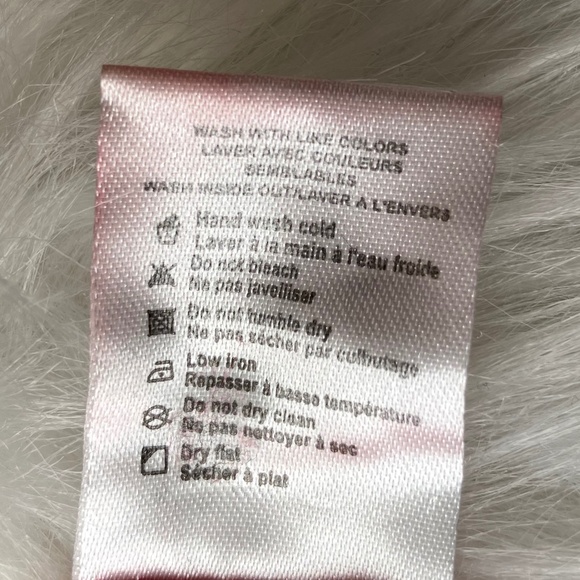 WASH WITH LIKE COLORS
LAVER AVEC COULEURS
SEMBLABLES
WASH INSIDE OUT/LAVER A L'ENVERS
Hand wash cold
Laver à la main à l'eau froide
Do not bleach
Ne pas javelliser
Do not tumble dry
Ne pas sécher par culbutage
Low iron
Repasser à basse température
Do not dry clean
Ne pas nettoyer à sec
Dry flat
Sécher à plat